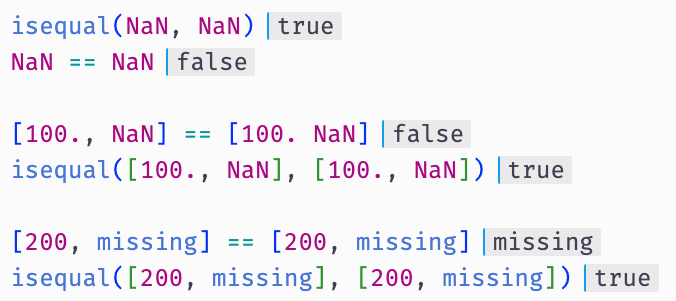 isequal(NaN, NaN) true
NaN == NaN false
[100., NaN] == [100. NaN] false
isequal([100., NaN], [100., NaN]) true
[200, missing] == [200, missing] missing
isequal([200, missing], [200, missing]) true